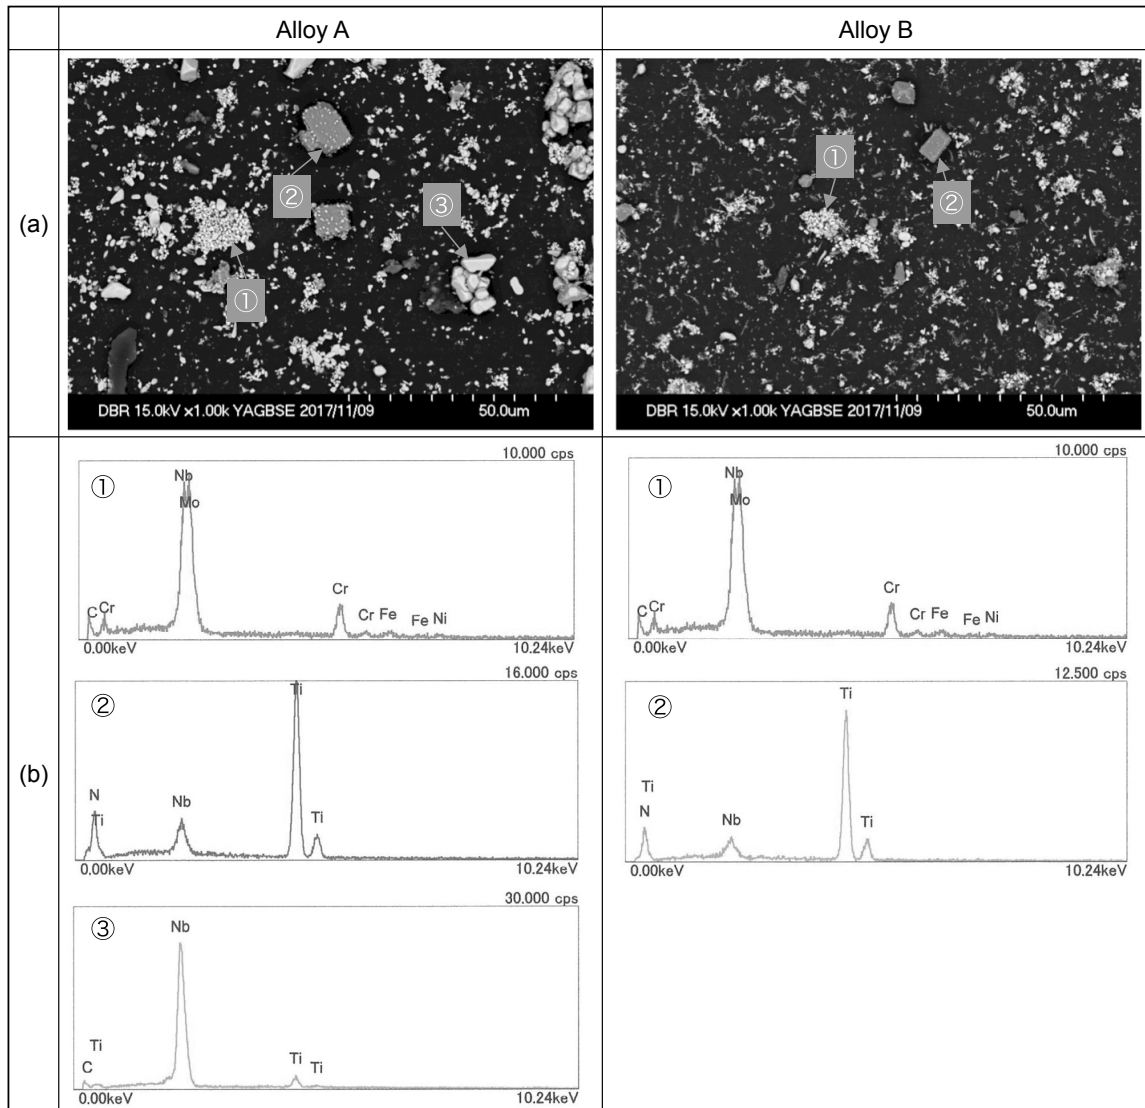 Alloy A
Alloy B
(a)
②
③
①
DBR 15.0kV x1.00k YAGBSE 2017/11/09 50.0um
①
②
DBR 15.0kV x1.00k YAGBSE 2017/11/09 50.0um
(b)
10.000 cps
①
Nb
Mo
Cr
C Cr
Cr Fe
Fe Ni
0.00keV 10.24keV
16.000 cps
②
Ti
N
Ti
Nb
Ti
0.00keV 10.24keV
30.000 cps
③
Nb
Ti
C
Ti
Ti
0.00keV 10.24keV
10.000 cps
①
Nb
Mo
Cr
C Cr
Cr Fe
Fe Ni
0.00keV 10.24keV
12.500 cps
②
Ti
Ti
N
Nb
Ti
0.00keV 10.24keV